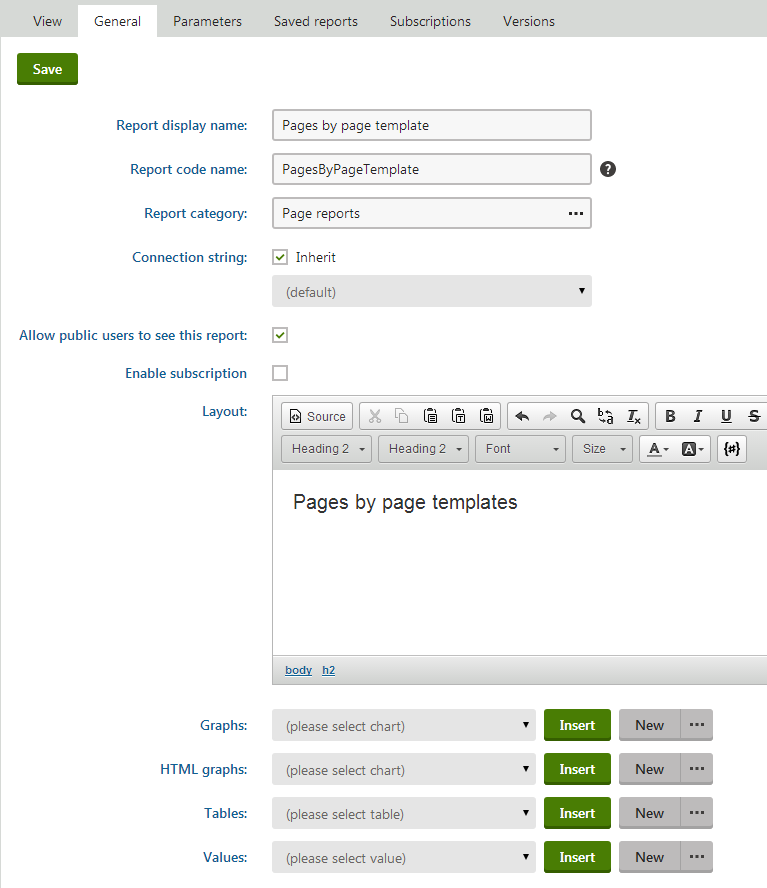 View General Parameters Saved reports Subscriptions Versions
Save
Report display name: Pages by page template
Report code name: PagesByPageTemplate ?
Report category: Page reports ...
Connection string: Inherit
(default)
Allow public users to see this report:
Enable subscription
Layout: Source B I U S
Heading 2 Heading 2 Font Size A A {#}
Pages by page templates
body h2
Graphs: (please select chart) Insert New ...
HTML graphs: (please select chart) Insert New ...
Tables: (please select table) Insert New ...
Values: (please select value) Insert New ...